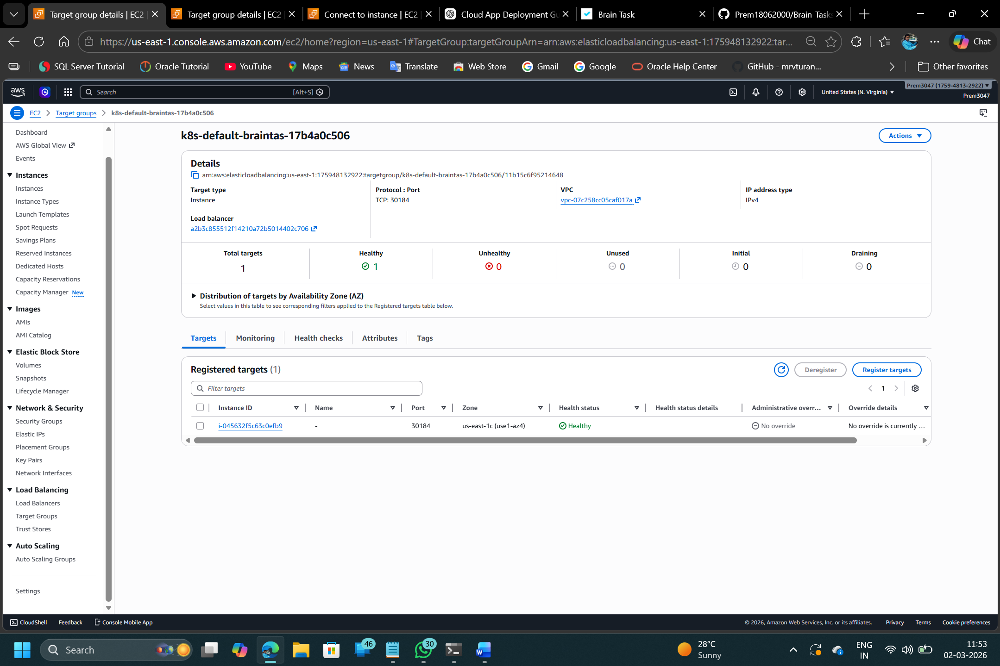 Target group details | EC2
Target group details | EC2
Connect to instance | EC2
Cloud App Deployment Gu
Brain Task
Prem18062000/Brain-Tasks
https://us-east-1.console.aws.amazon.com/ec2/home?region=us-east-1#TargetGroup:targetGroupArn=arn:aws:elasticloadbalancing:us-east-1:175948132922:tar...
Chat
SQL Server Tutorial
Oracle Tutorial
YouTube
Maps
News
Translate
Web Store
Gmail
Google
Oracle Help Center
GitHub - mrvturan...
Other favorites
aws
Search
[Alt+S]
United States (N. Virginia)
Prem3047 (1759-4813-2922)
Prem3047
EC2
Target groups
k8s-default-braintas-17b4a0c506
Dashboard
AWS Global View
Events
Instances
Instances
Instance Types
Launch Templates
Spot Requests
Savings Plans
Reserved Instances
Dedicated Hosts
Capacity Reservations
Capacity Manager New
Images
AMIs
AMI Catalog
Elastic Block Store
Volumes
Snapshots
Lifecycle Manager
Network & Security
Security Groups
Elastic IPs
Placement Groups
Key Pairs
Network Interfaces
Load Balancing
Load Balancers
Target Groups
Trust Stores
Auto Scaling
Auto Scaling Groups
Settings
k8s-default-braintas-17b4a0c506
Actions
Details
arn:aws:elasticloadbalancing:us-east-1:175948132922:targetgroup/k8s-default-braintas-17b4a0c506/11b15c6f95214648
Target type
Instance
Protocol : Port
TCP: 30184
VPC
vpc-07c258cc05caf017a
IP address type
IPv4
Load balancer
a2b3c855512f14210a72b5014402c706
Total targets
1
Healthy
1
Unhealthy
0
Unused
0
Initial
0
Draining
0
Distribution of targets by Availability Zone (AZ)
Select values in this table to see corresponding filters applied to the Registered targets table below.
Targets
Monitoring
Health checks
Attributes
Tags
Registered targets (1)
Deregister
Register targets
Filter targets
1
Instance ID
Name
Port
Zone
Health status
Health status details
Administrative overr...
Override details
i-045632f5c63c0efb9
-
30184
us-east-1c (use1-az4)
Healthy
No override
No override is currently ...
CloudShell
Feedback
Console Mobile App
© 2026, Amazon Web Services, Inc. or its affiliates.
Privacy
Terms
Cookie preferences
Search
46
30
28°C
Sunny
ENG
IN
11:53
02-03-2026